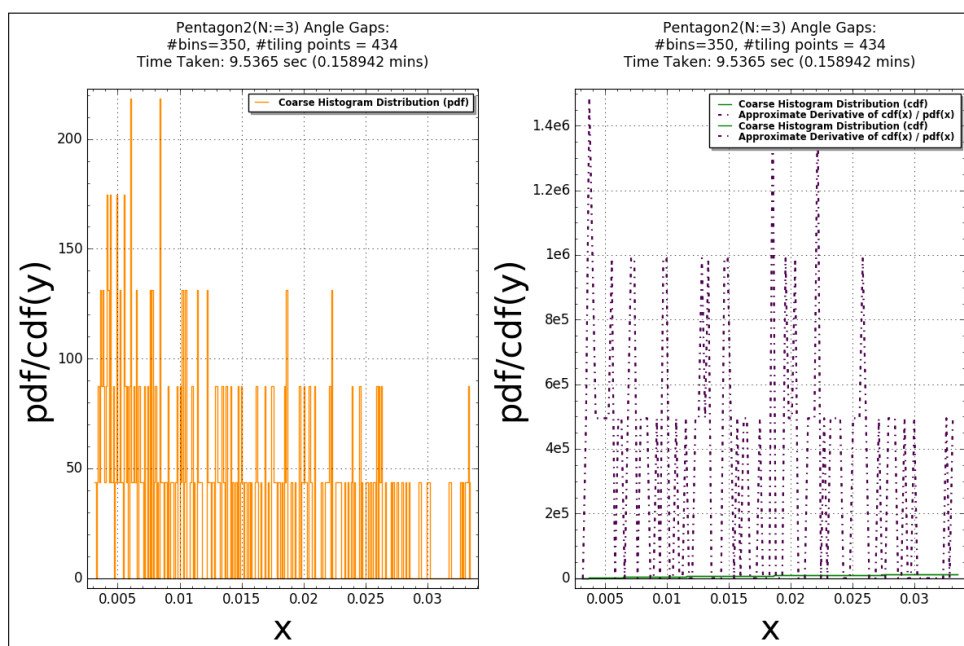 Pentagon2(N:=3) Angle Gaps:
#bins=350, #tiling points = 434
Time Taken: 9.5365 sec (0.158942 mins)
Coarse Histogram Distribution (pdf)
200
150
100
50
0
0.005 0.01 0.015 0.02 0.025 0.03
pdf/cdf(y)
x
Pentagon2(N:=3) Angle Gaps:
#bins=350, #tiling points = 434
Time Taken: 9.5365 sec (0.158942 mins)
Coarse Histogram Distribution (cdf)
Approximate Derivative of cdf(x) / pdf(x)
Coarse Histogram Distribution (cdf)
Approximate Derivative of cdf(x) / pdf(x)
1.4e6
1.2e6
1e6
8e5
6e5
4e5
2e5
0
0.005 0.01 0.015 0.02 0.025 0.03
pdf/cdf(y)
x